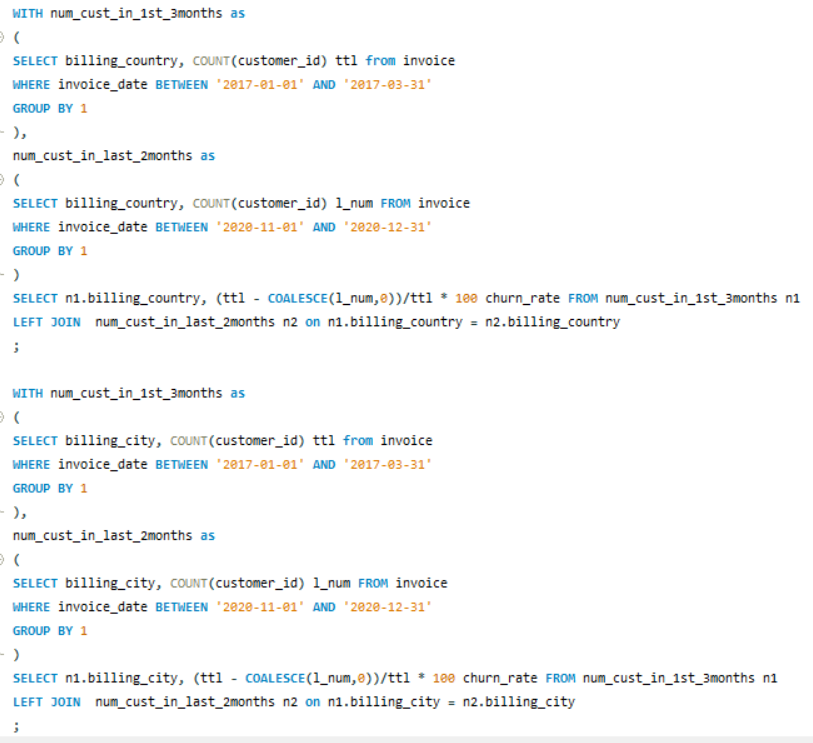 WITH num_cust_in_1st_3months as
(
SELECT billing_country, COUNT(customer_id) ttl from invoice
WHERE invoice_date BETWEEN '2017-01-01' AND '2017-03-31'
GROUP BY 1
),
num_cust_in_last_2months as
(
SELECT billing_country, COUNT(customer_id) l_num FROM invoice
WHERE invoice_date BETWEEN '2020-11-01' AND '2020-12-31'
GROUP BY 1
)
SELECT n1.billing_country, (ttl - COALESCE(l_num,0))/ttl * 100 churn_rate FROM num_cust_in_1st_3months n1
LEFT JOIN  num_cust_in_last_2months n2 on n1.billing_country = n2.billing_country
;
WITH num_cust_in_1st_3months as
(
SELECT billing_city, COUNT(customer_id) ttl from invoice
WHERE invoice_date BETWEEN '2017-01-01' AND '2017-03-31'
GROUP BY 1
),
num_cust_in_last_2months as
(
SELECT billing_city, COUNT(customer_id) l_num FROM invoice
WHERE invoice_date BETWEEN '2020-11-01' AND '2020-12-31'
GROUP BY 1
)
SELECT n1.billing_city, (ttl - COALESCE(l_num,0))/ttl * 100 churn_rate FROM num_cust_in_1st_3months n1
LEFT JOIN  num_cust_in_last_2months n2 on n1.billing_city = n2.billing_city
;